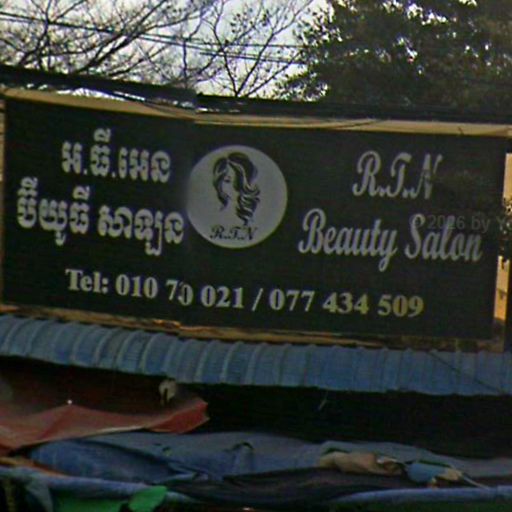 អ.ធី.អេន
ប៊ីយូធី សាឡន
R.T.N
R.T.N
Beauty Salon
Tel: 010 70 021 / 077 434 509